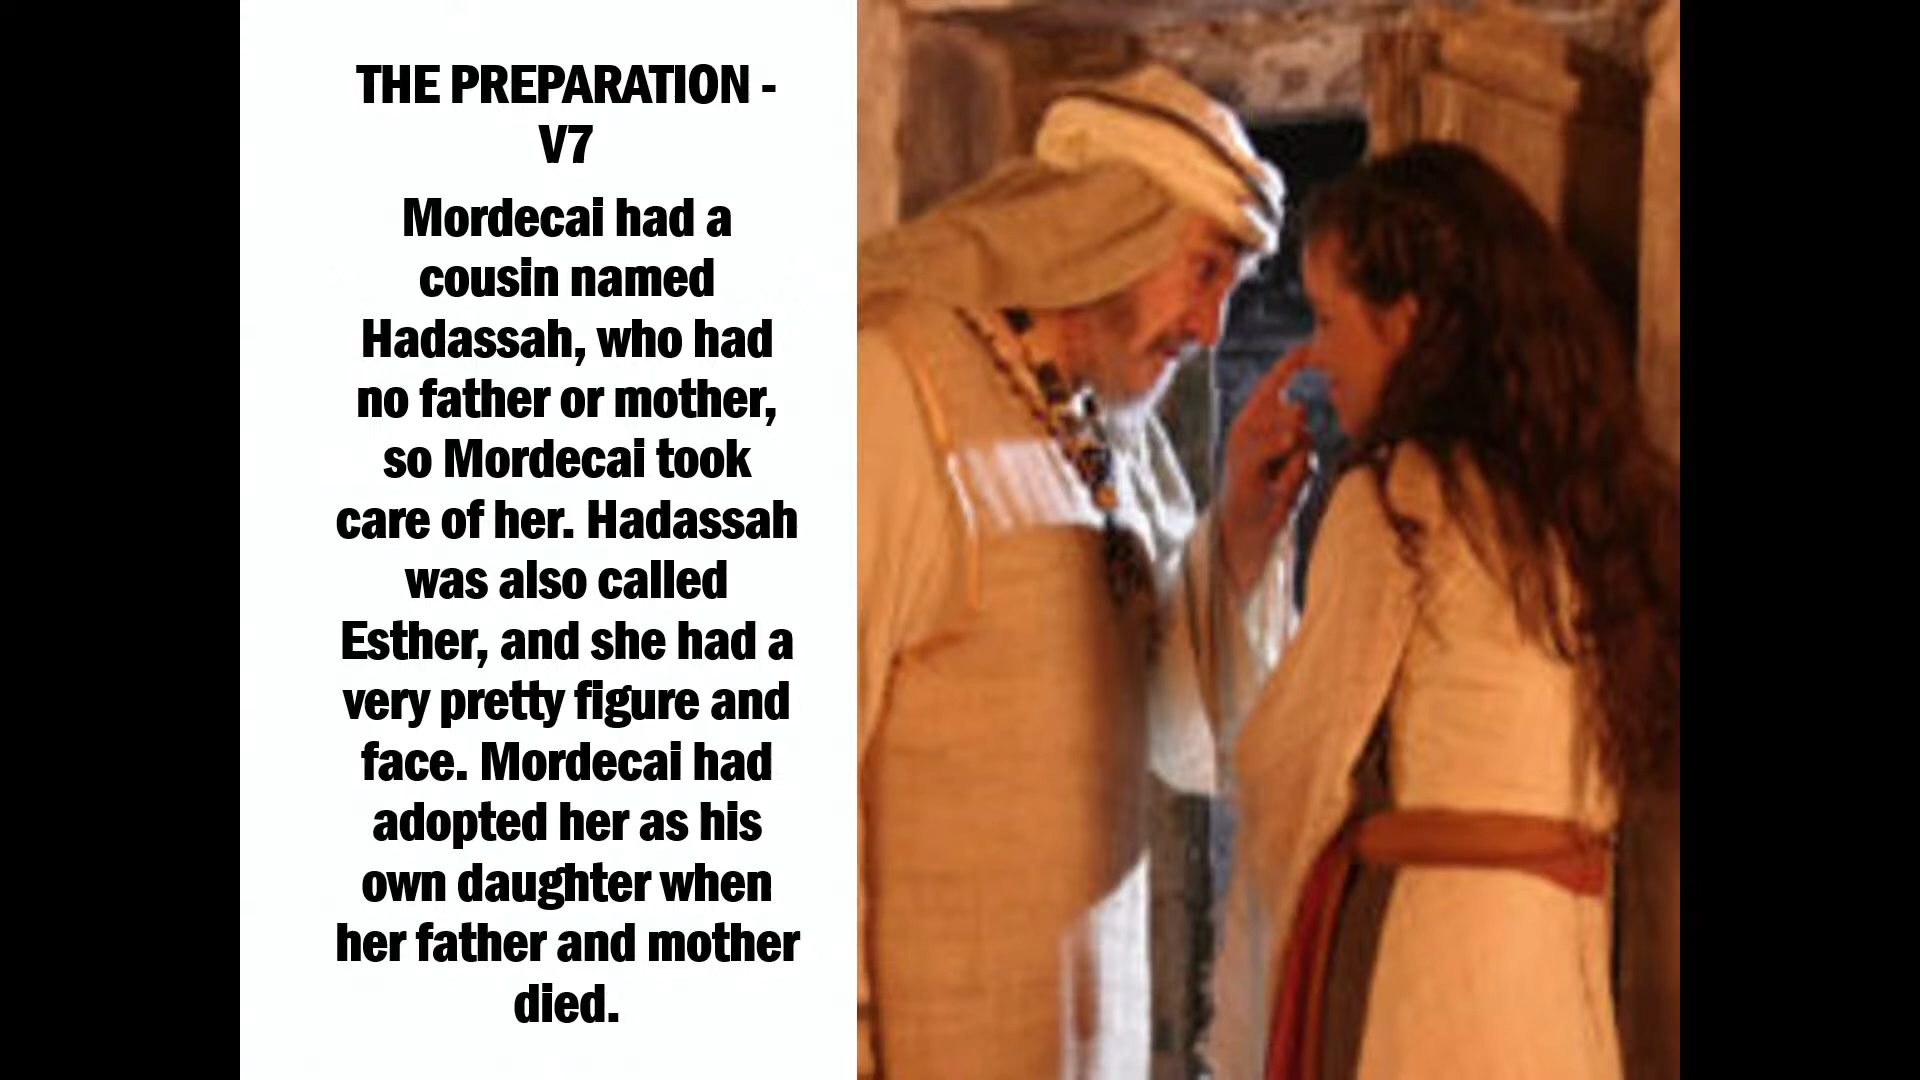 THE PREPARATION -
V7
Mordecai had a
cousin named
Hadassah, who had
no father or mother,
so Mordecai took
care of her. Hadassah
was also called
Esther, and she had a
very pretty figure and
face. Mordecai had
adopted her as his
own daughter when
her father and mother
died.